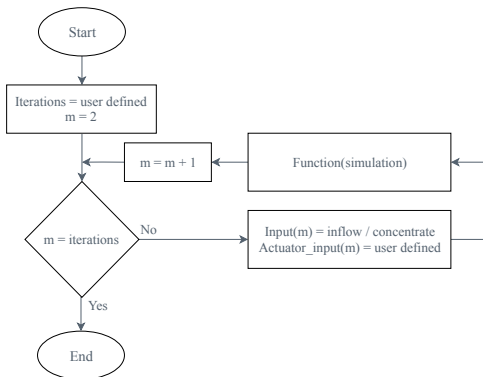 Start
Iterations = user defined
m = 2
m = m + 1
Function(simulation)
m = iterations
No
Input(m) = inflow / concentrate
Actuator_input(m) = user defined
Yes
End